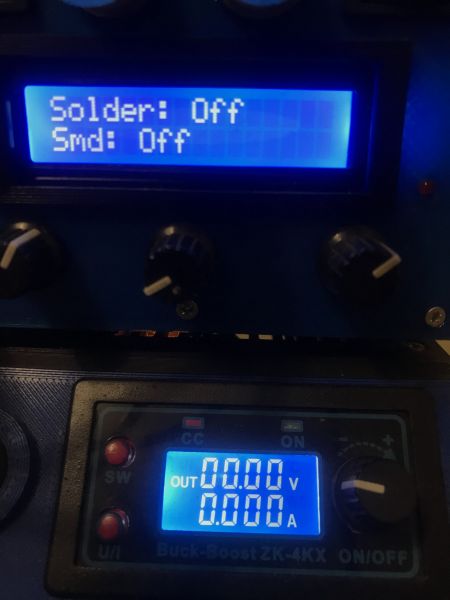 Solder: Off
Smd: Off
CC
ON
- +
SW
OUT 00.00 V
0.000 A
U/I
Buck-Boost ZK-4KX
ON/OFF